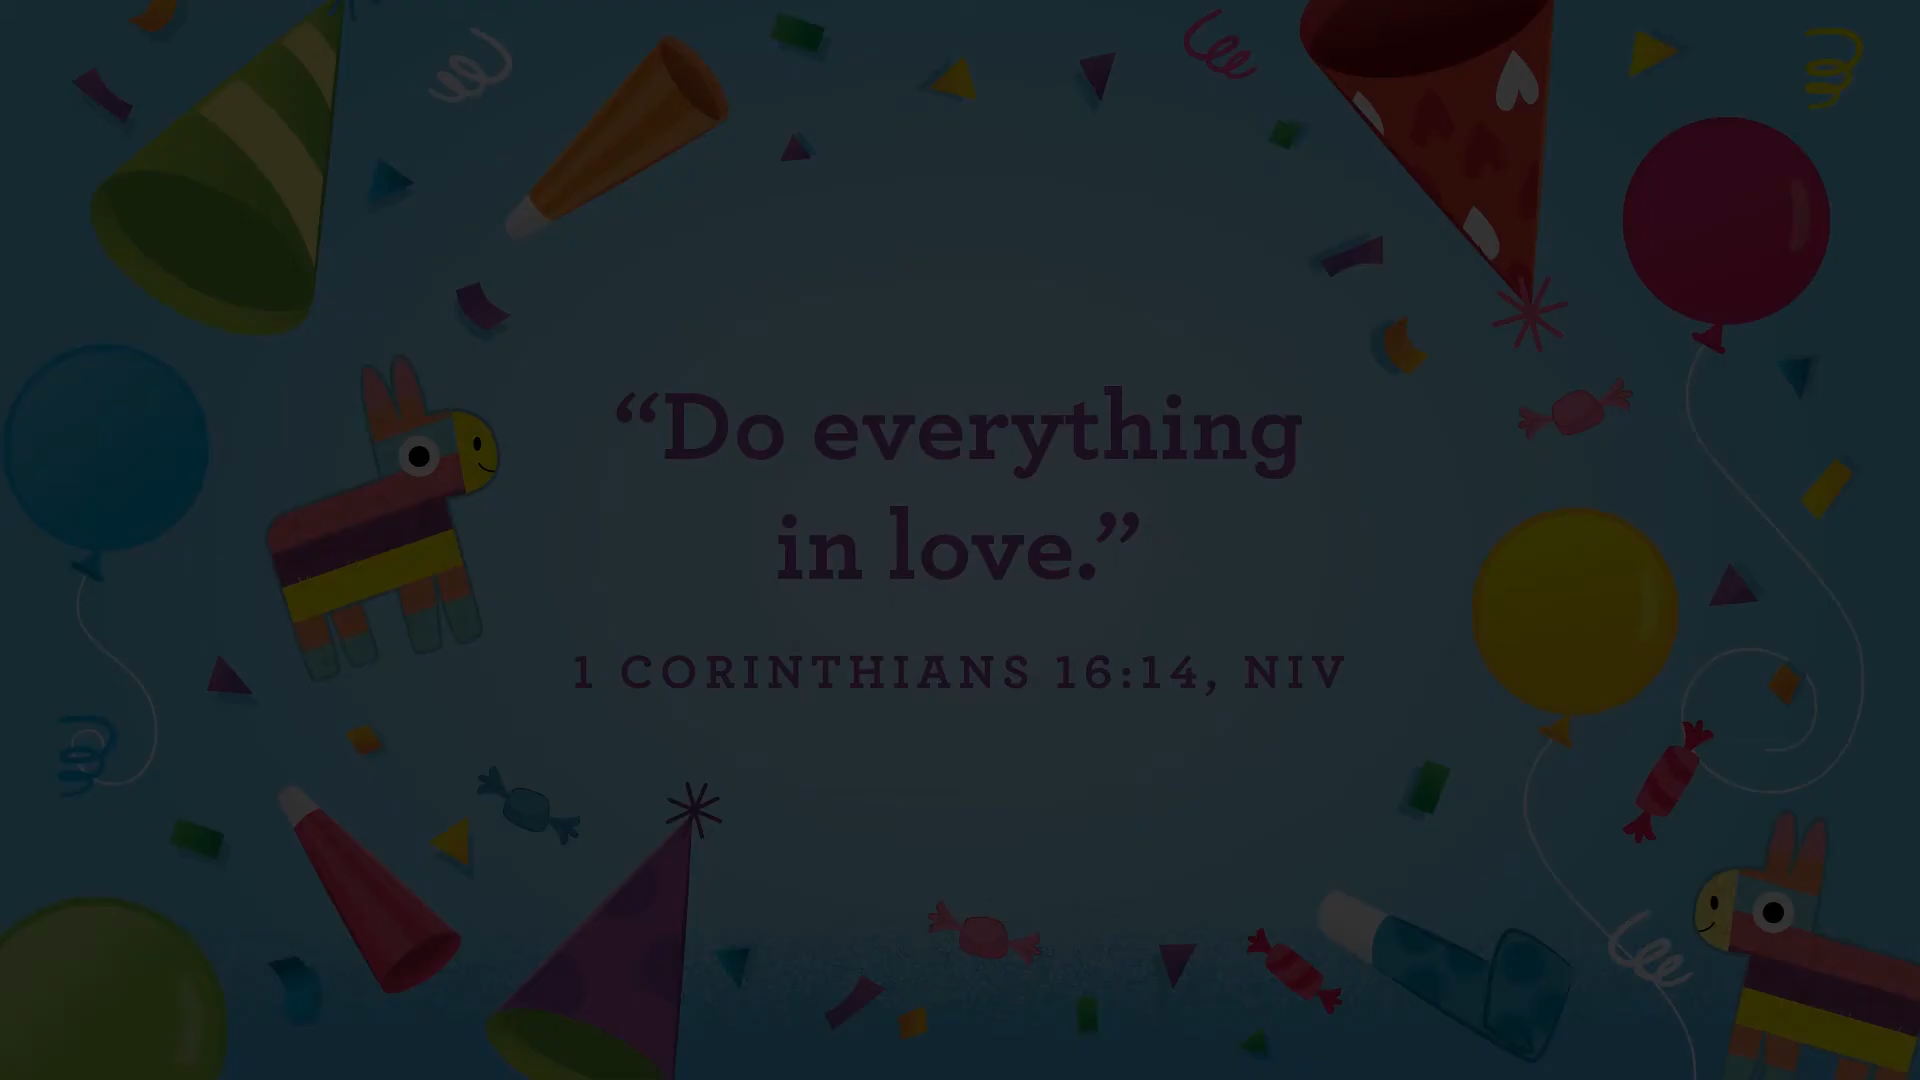 “Do everything
in love.”
1 CORINTHIANS 16:14, NIV